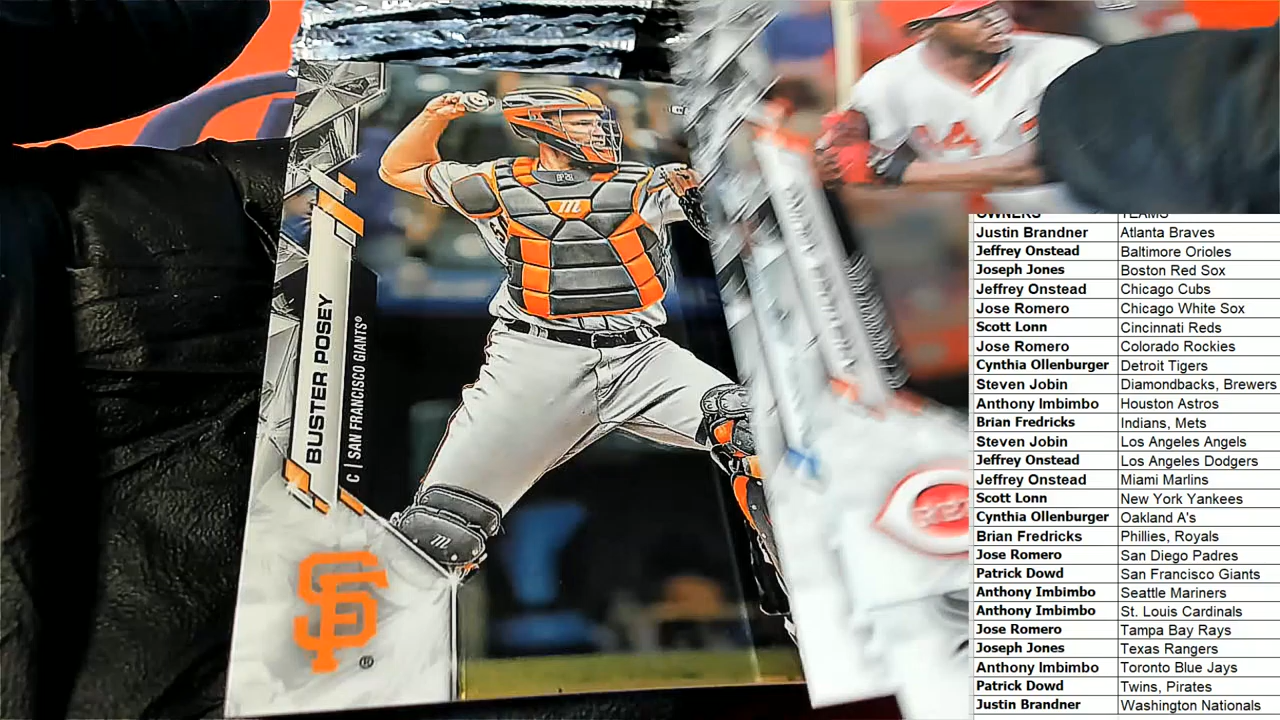 BUSTER POSEY
C | SAN FRANCISCO GIANTS®
SF
®
M
44
REDS
OWNERS TEAMS
Justin Brandner Atlanta Braves
Jeffrey Onstead Baltimore Orioles
Joseph Jones Boston Red Sox
Jeffrey Onstead Chicago Cubs
Jose Romero Chicago White Sox
Scott Lonn Cincinnati Reds
Jose Romero Colorado Rockies
Cynthia Ollenburger Detroit Tigers
Steven Jobin Diamondbacks, Brewers
Anthony Imbimbo Houston Astros
Brian Fredricks Indians, Mets
Steven Jobin Los Angeles Angels
Jeffrey Onstead Los Angeles Dodgers
Jeffrey Onstead Miami Marlins
Scott Lonn New York Yankees
Cynthia Ollenburger Oakland A's
Brian Fredricks Phillies, Royals
Jose Romero San Diego Padres
Patrick Dowd San Francisco Giants
Anthony Imbimbo Seattle Mariners
Anthony Imbimbo St. Louis Cardinals
Jose Romero Tampa Bay Rays
Joseph Jones Texas Rangers
Anthony Imbimbo Toronto Blue Jays
Patrick Dowd Twins, Pirates
Justin Brandner Washington Nationals